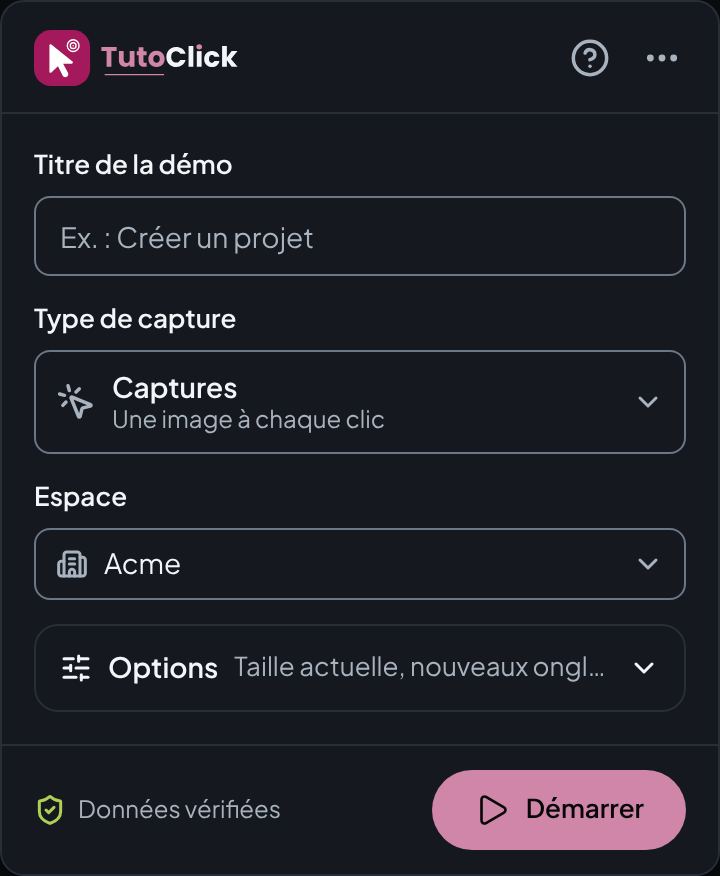 TutoClick
Titre de la démo
Ex. : Créer un projet
Type de capture
Captures
Une image à chaque clic
Espace
Acme
Options Taille actuelle, nouveaux ongl...
Données vérifiées
Démarrer